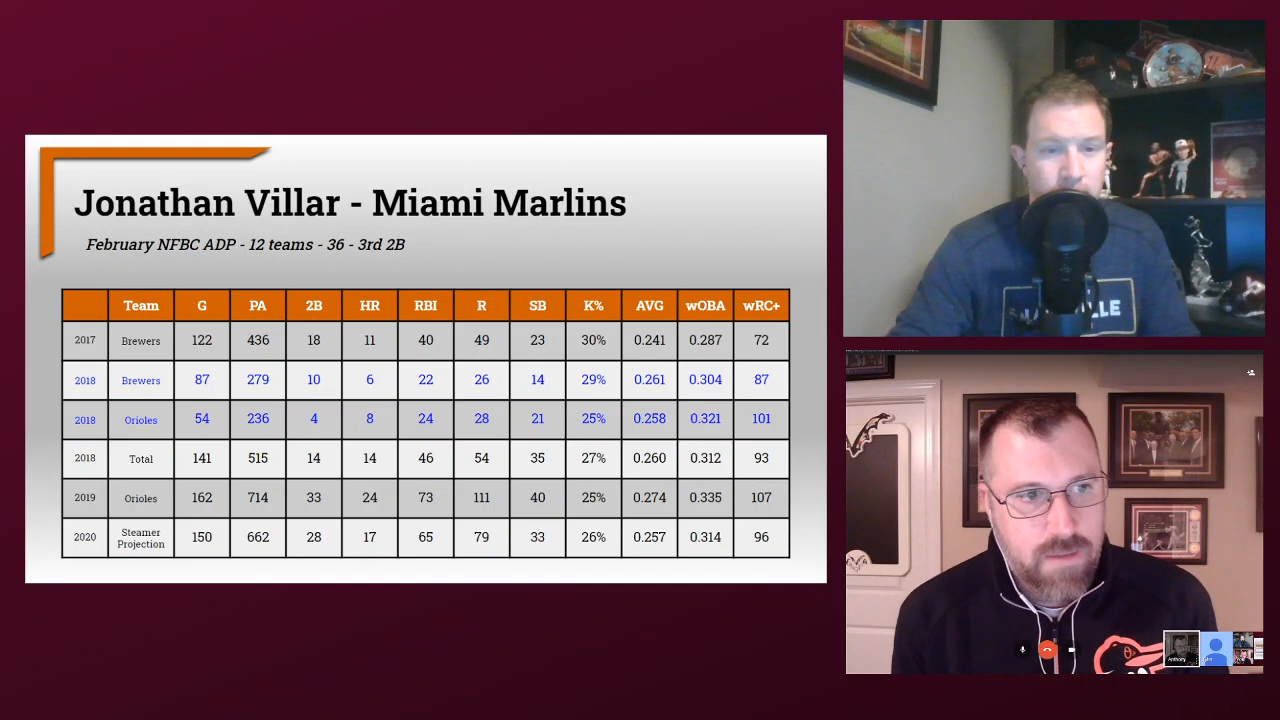 Jonathan Villar - Miami Marlins
February NFBC ADP - 12 teams - 36 - 3rd 2B
Team G PA 2B HR RBI R SB K% AVG wOBA wRC+
2017 Brewers 122 436 18 11 40 49 23 30% 0.241 0.287 72
2018 Brewers 87 279 10 6 22 26 14 29% 0.261 0.304 87
2018 Orioles 54 236 4 8 24 28 21 25% 0.258 0.321 101
2018 Total 141 515 14 14 46 54 35 27% 0.260 0.312 93
2019 Orioles 162 714 33 24 73 111 40 25% 0.274 0.335 107
2020 Steamer Projection 150 662 28 17 65 79 33 26% 0.257 0.314 96
Anthony